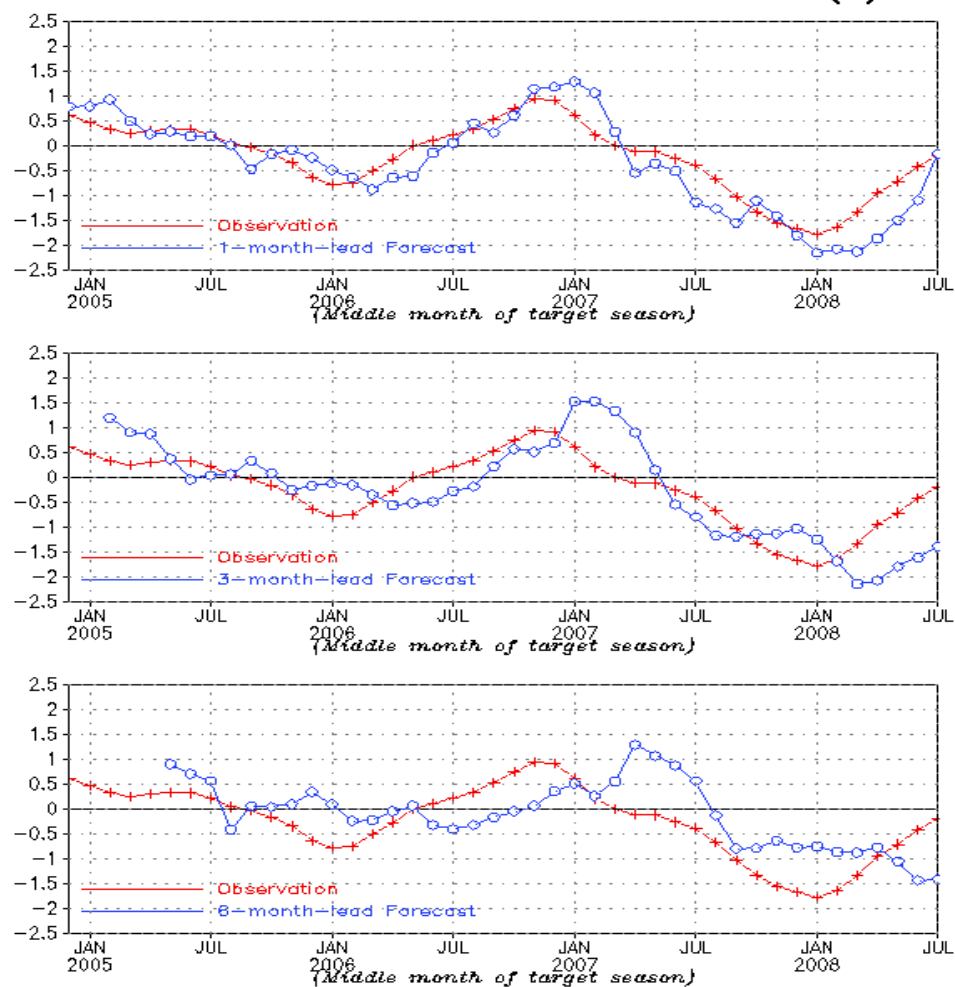 2.5
2
1.5
1
0.5
0
−0.5
−1
−1.5
−2
−2.5
Observation
1−month−lead Forecast
JAN JUL JAN JUL JAN JUL JAN JUL
2005 2006 2007 2008
(Middle month of target season)
2.5
2
1.5
1
0.5
0
−0.5
−1
−1.5
−2
−2.5
Observation
3−month−lead Forecast
JAN JUL JAN JUL JAN JUL JAN JUL
2005 2006 2007 2008
(Middle month of target season)
2.5
2
1.5
1
0.5
0
−0.5
−1
−1.5
−2
−2.5
Observation
6−month−lead Forecast
JAN JUL JAN JUL JAN JUL JAN JUL
2005 2006 2007 2008
(Middle month of target season)